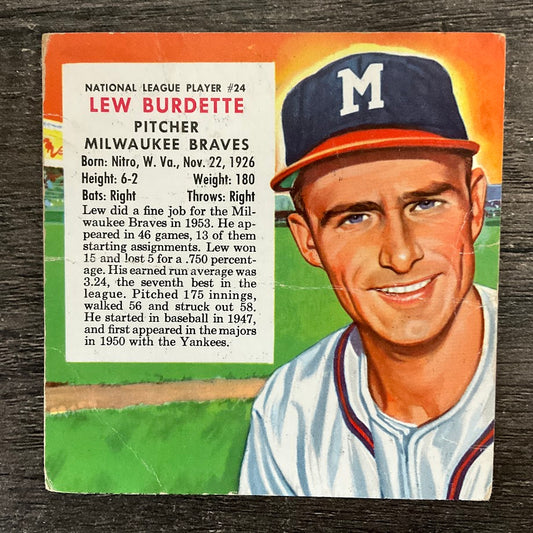 NATIONAL LEAGUE PLAYER #24
LEW BURDETTE
PITCHER
MILWAUKEE BRAVES
Born: Nitro, W. Va., Nov. 22, 1926
Height: 6-2 Weight: 180
Bats: Right Throws: Right
Lew did a fine job for the Mil-
waukee Braves in 1953. He ap-
peared in 46 games, 13 of them
starting assignments. Lew won
15 and lost 5 for a .750 percent-
age. His earned run average was
3.24, the seventh best in the
league. Pitched 175 innings,
walked 56 and struck out 58.
He started in baseball in 1947,
and first appeared in the majors
in 1950 with the Yankees.
M